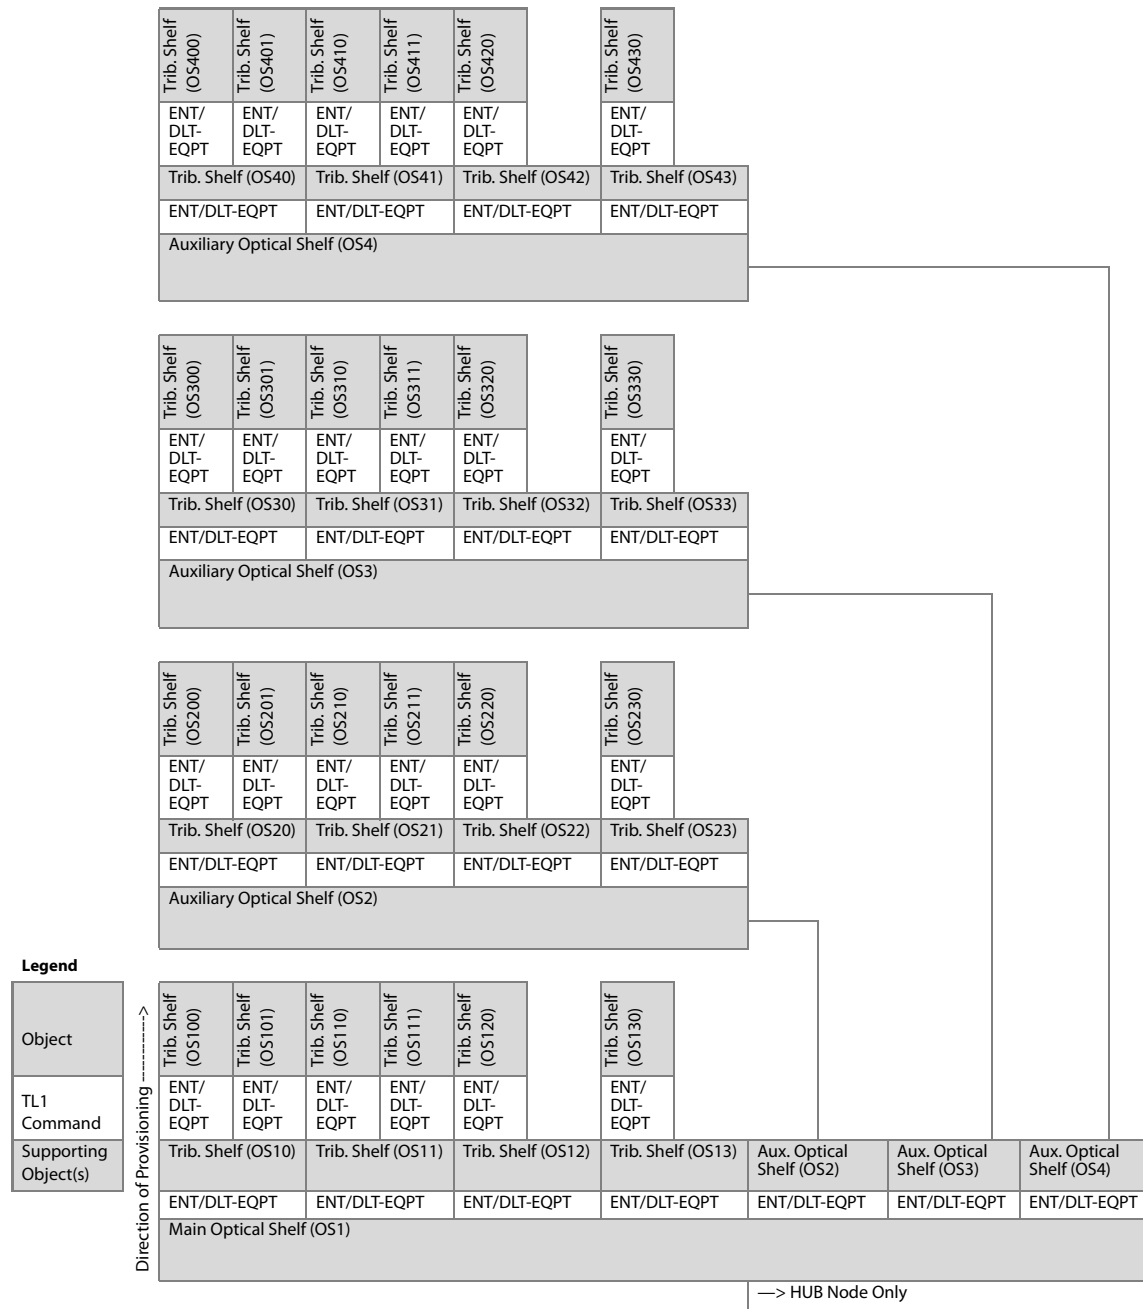 Trib. Shelf
(OS400)
Trib. Shelf
(OS401)
Trib. Shelf
(OS410)
Trib. Shelf
(OS411)
Trib. Shelf
(OS420)
Trib. Shelf
(OS430)
ENT/
DLT-
EQPT
ENT/
DLT-
EQPT
ENT/
DLT-
EQPT
ENT/
DLT-
EQPT
ENT/
DLT-
EQPT
ENT/
DLT-
EQPT
Trib. Shelf (OS40)
Trib. Shelf (OS41)
Trib. Shelf (OS42)
Trib. Shelf (OS43)
ENT/DLT-EQPT
ENT/DLT-EQPT
ENT/DLT-EQPT
ENT/DLT-EQPT
Auxiliary Optical Shelf (OS4)
Trib. Shelf
(OS300)
Trib. Shelf
(OS301)
Trib. Shelf
(OS310)
Trib. Shelf
(OS311)
Trib. Shelf
(OS320)
Trib. Shelf
(OS330)
ENT/
DLT-
EQPT
ENT/
DLT-
EQPT
ENT/
DLT-
EQPT
ENT/
DLT-
EQPT
ENT/
DLT-
EQPT
ENT/
DLT-
EQPT
Trib. Shelf (OS30)
Trib. Shelf (OS31)
Trib. Shelf (OS32)
Trib. Shelf (OS33)
ENT/DLT-EQPT
ENT/DLT-EQPT
ENT/DLT-EQPT
ENT/DLT-EQPT
Auxiliary Optical Shelf (OS3)
Trib. Shelf
(OS200)
Trib. Shelf
(OS201)
Trib. Shelf
(OS210)
Trib. Shelf
(OS211)
Trib. Shelf
(OS220)
Trib. Shelf
(OS230)
ENT/
DLT-
EQPT
ENT/
DLT-
EQPT
ENT/
DLT-
EQPT
ENT/
DLT-
EQPT
ENT/
DLT-
EQPT
ENT/
DLT-
EQPT
Trib. Shelf (OS20)
Trib. Shelf (OS21)
Trib. Shelf (OS22)
Trib. Shelf (OS23)
ENT/DLT-EQPT
ENT/DLT-EQPT
ENT/DLT-EQPT
ENT/DLT-EQPT
Auxiliary Optical Shelf (OS2)
Legend
Object
TL1
Command
Supporting
Object(s)
Direction of Provisioning ------------>
Trib. Shelf
(OS100)
Trib. Shelf
(OS101)
Trib. Shelf
(OS110)
Trib. Shelf
(OS111)
Trib. Shelf
(OS120)
Trib. Shelf
(OS130)
ENT/
DLT-
EQPT
ENT/
DLT-
EQPT
ENT/
DLT-
EQPT
ENT/
DLT-
EQPT
ENT/
DLT-
EQPT
ENT/
DLT-
EQPT
Trib. Shelf (OS10)
Trib. Shelf (OS11)
Trib. Shelf (OS12)
Trib. Shelf (OS13)
Aux. Optical
Shelf (OS2)
Aux. Optical
Shelf (OS3)
Aux. Optical
Shelf (OS4)
ENT/DLT-EQPT
ENT/DLT-EQPT
ENT/DLT-EQPT
ENT/DLT-EQPT
ENT/DLT-EQPT
ENT/DLT-EQPT
ENT/DLT-EQPT
Main Optical Shelf (OS1)
—> HUB Node Only